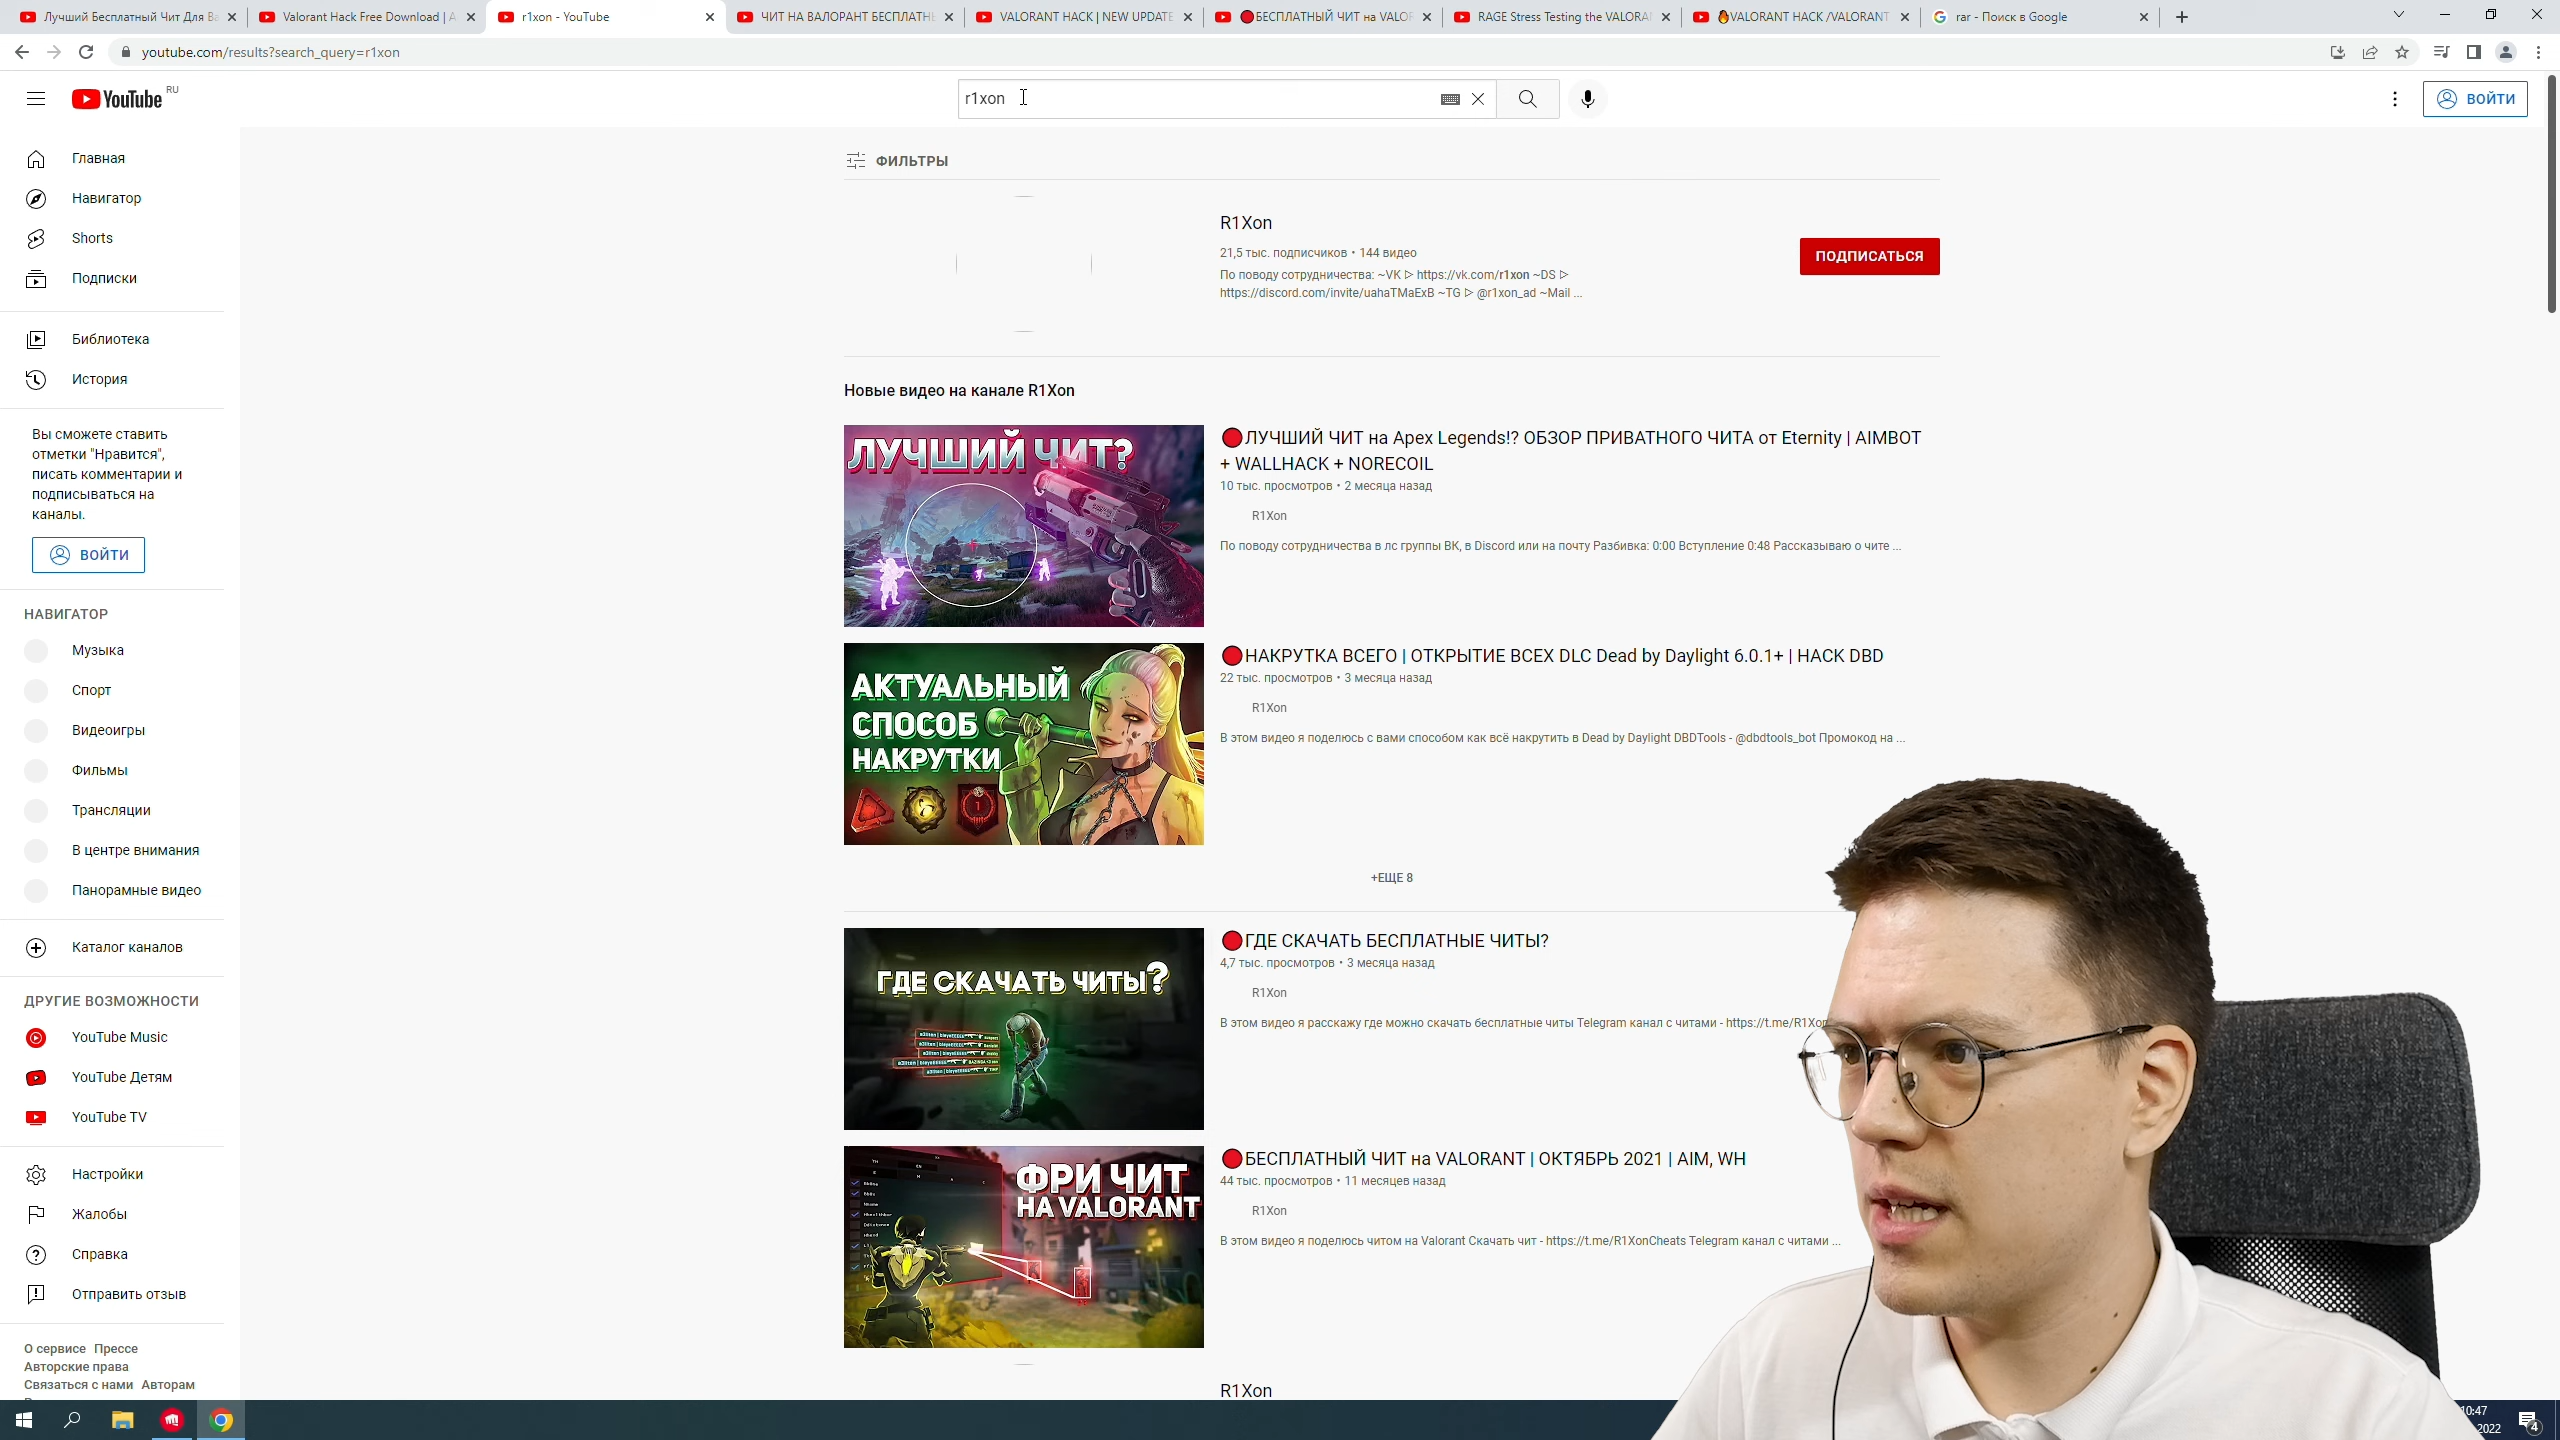 Лучший Бесплатный Чит Для Ва
Valorant Hack Free Download | A
r1xon - YouTube
ЧИТ НА ВАЛОРАНТ БЕСПЛАТНЬ
VALORANT HACK | NEW UPDATE
БЕСПЛАТНЫЙ ЧИТ на VALOR
RAGE Stress Testing the VALORA
VALORANT HACK /VALORANT
rar - Поиск в Google
youtube.com/results?search_query=r1xon
YouTube RU
r1xon
ВОЙТИ
Главная
Навигатор
Shorts
Подписки
Библиотека
История
Вы сможете ставить
отметки "Нравится",
писать комментарии и
подписываться на
каналы.
ВОЙТИ
НАВИГАТОР
Музыка
Спорт
Видеоигры
Фильмы
Трансляции
В центре внимания
Панорамные видео
Каталог каналов
ДРУГИЕ ВОЗМОЖНОСТИ
YouTube Music
YouTube Детям
YouTube TV
Настройки
Жалобы
Справка
Отправить отзыв
О сервисе Прессе
Авторские права
Связаться с нами Авторам
ФИЛЬТРЫ
R1Xon
21,5 тыс. подписчиков • 144 видео
По поводу сотрудничества: ~VK ▷ https://vk.com/r1xon ~DS ▷
https://discord.com/invite/uahaTMaExB ~TG ▷ @r1xon_ad ~Mail ...
ПОДПИСАТЬСЯ
Новые видео на канале R1Xon
ЛУЧШИЙ ЧИТ?
ЛУЧШИЙ ЧИТ на Apex Legends!? ОБЗОР ПРИВАТНОГО ЧИТА от Eternity | AIMBOT
+ WALLHACK + NORECOIL
10 тыс. просмотров • 2 месяца назад
R1Xon
По поводу сотрудничества в лс группы ВК, в Discord или на почту Разбивка: 0:00 Вступление 0:48 Рассказываю о чите ...
АКТУАЛЬНЫЙ
СПОСОБ
НАКРУТКИ
НАКРУТКА ВСЕГО | ОТКРЫТИЕ ВСЕХ DLC Dead by Daylight 6.0.1+ | HACK DBD
22 тыс. просмотров • 3 месяца назад
R1Xon
В этом видео я поделюсь с вами способом как всё накрутить в Dead by Daylight DBDTools - @dbdtools_bot Промокод на ...
+ЕЩЕ 8
ГДЕ СКАЧАТЬ ЧИТЫ?
ГДЕ СКАЧАТЬ БЕСПЛАТНЫЕ ЧИТЫ?
4,7 тыс. просмотров • 3 месяца назад
R1Xon
В этом видео я расскажу где можно скачать бесплатные читы Telegram канал с читами - https://t.me/R1Xon
ФРИ ЧИТ
НА VALORANT
БЕСПЛАТНЫЙ ЧИТ на VALORANT | ОКТЯБРЬ 2021 | AIM, WH
44 тыс. просмотров • 11 месяцев назад
R1Xon
В этом видео я поделюсь читом на Valorant Скачать чит - https://t.me/R1XonCheats Telegram канал с читами ...
R1Xon
10:47
2022
4